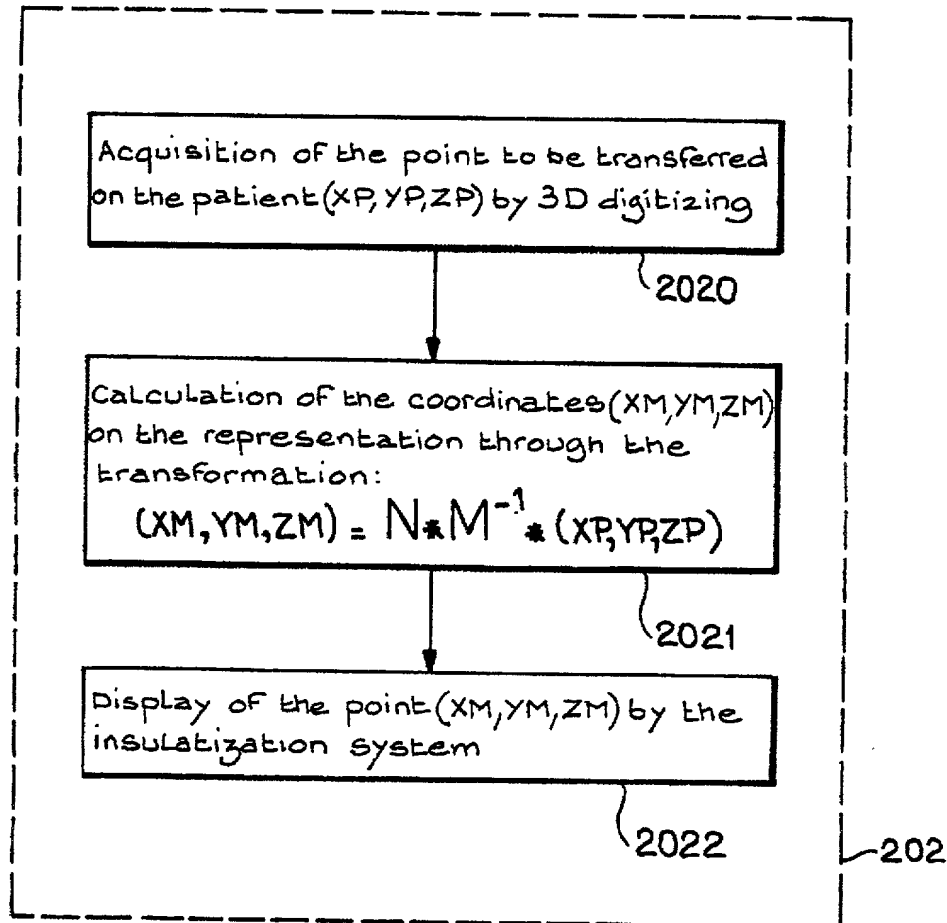 Acquisition of the point to be transferred
on the patient (XP, YP, ZP) by 3D digitizing
2020
Calculation of the coordinates (XM, YM, ZM)
on the representation through the
transformation:
(XM, YM, ZM) = N * M⁻¹ * (XP, YP, ZP)
2021
Display of the point (XM, YM, ZM) by the
insulatization system
2022
202